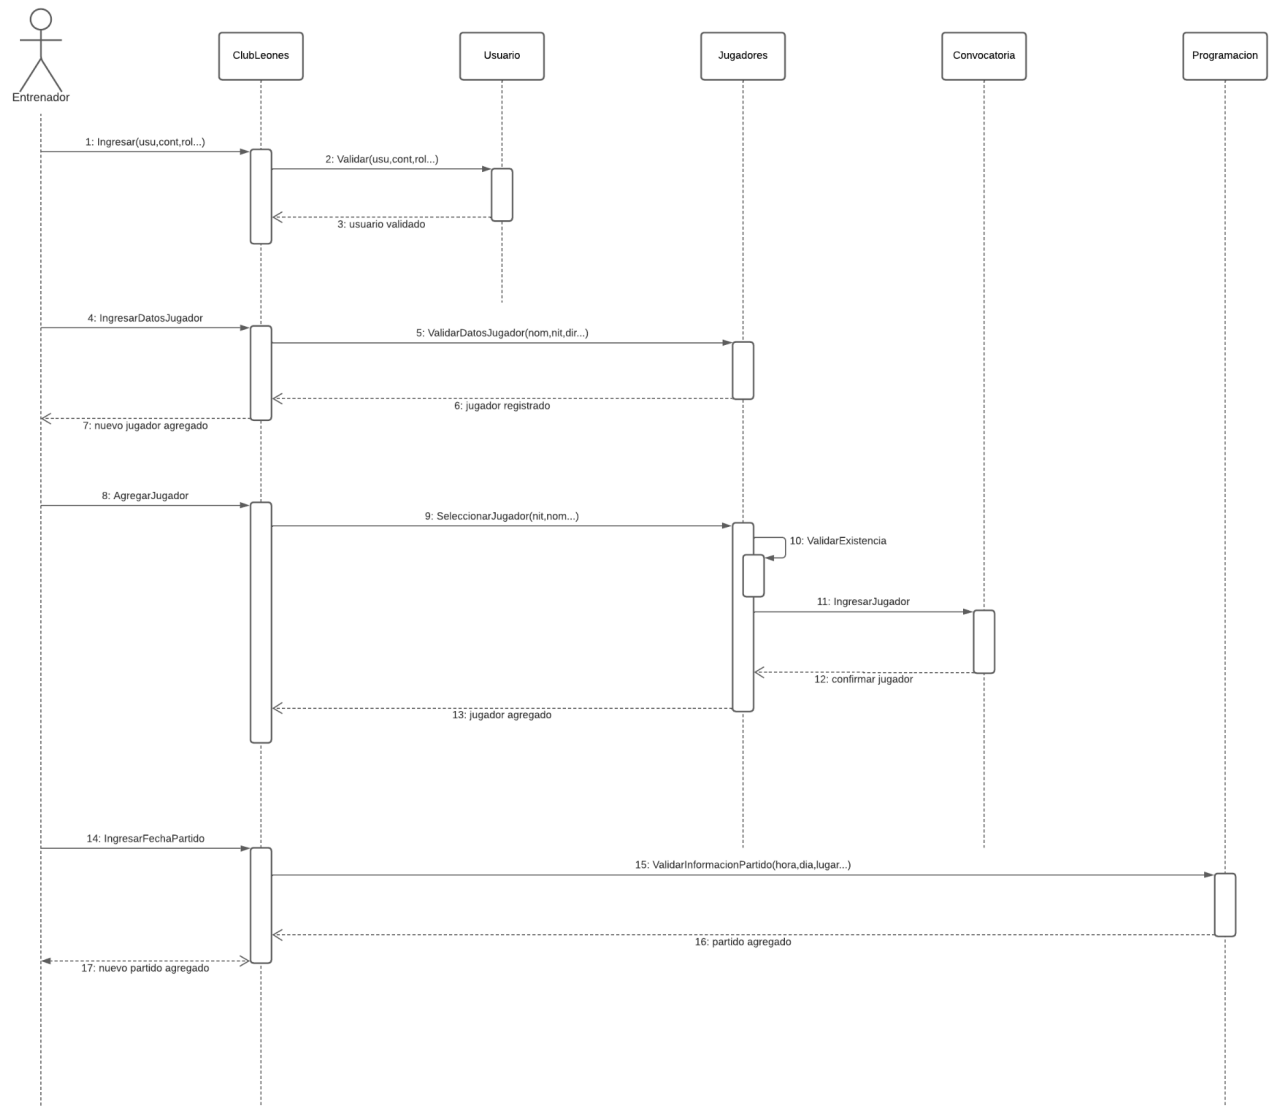 Entrenador
ClubLeones
Usuario
Jugadores
Convocatoria
Programacion
1: Ingresar(usu,cont,rol...)
2: Validar(usu,cont,rol...)
3: usuario validado
4: IngresarDatosJugador
5: ValidarDatosJugador(nom,nit,dir...)
6: jugador registrado
7: nuevo jugador agregado
8: AgregarJugador
9: SeleccionarJugador(nit,nom...)
10: ValidarExistencia
11: IngresarJugador
12: confirmar jugador
13: jugador agregado
14: IngresarFechaPartido
15: ValidarInformacionPartido(hora,dia,lugar...)
16: partido agregado
17: nuevo partido agregado